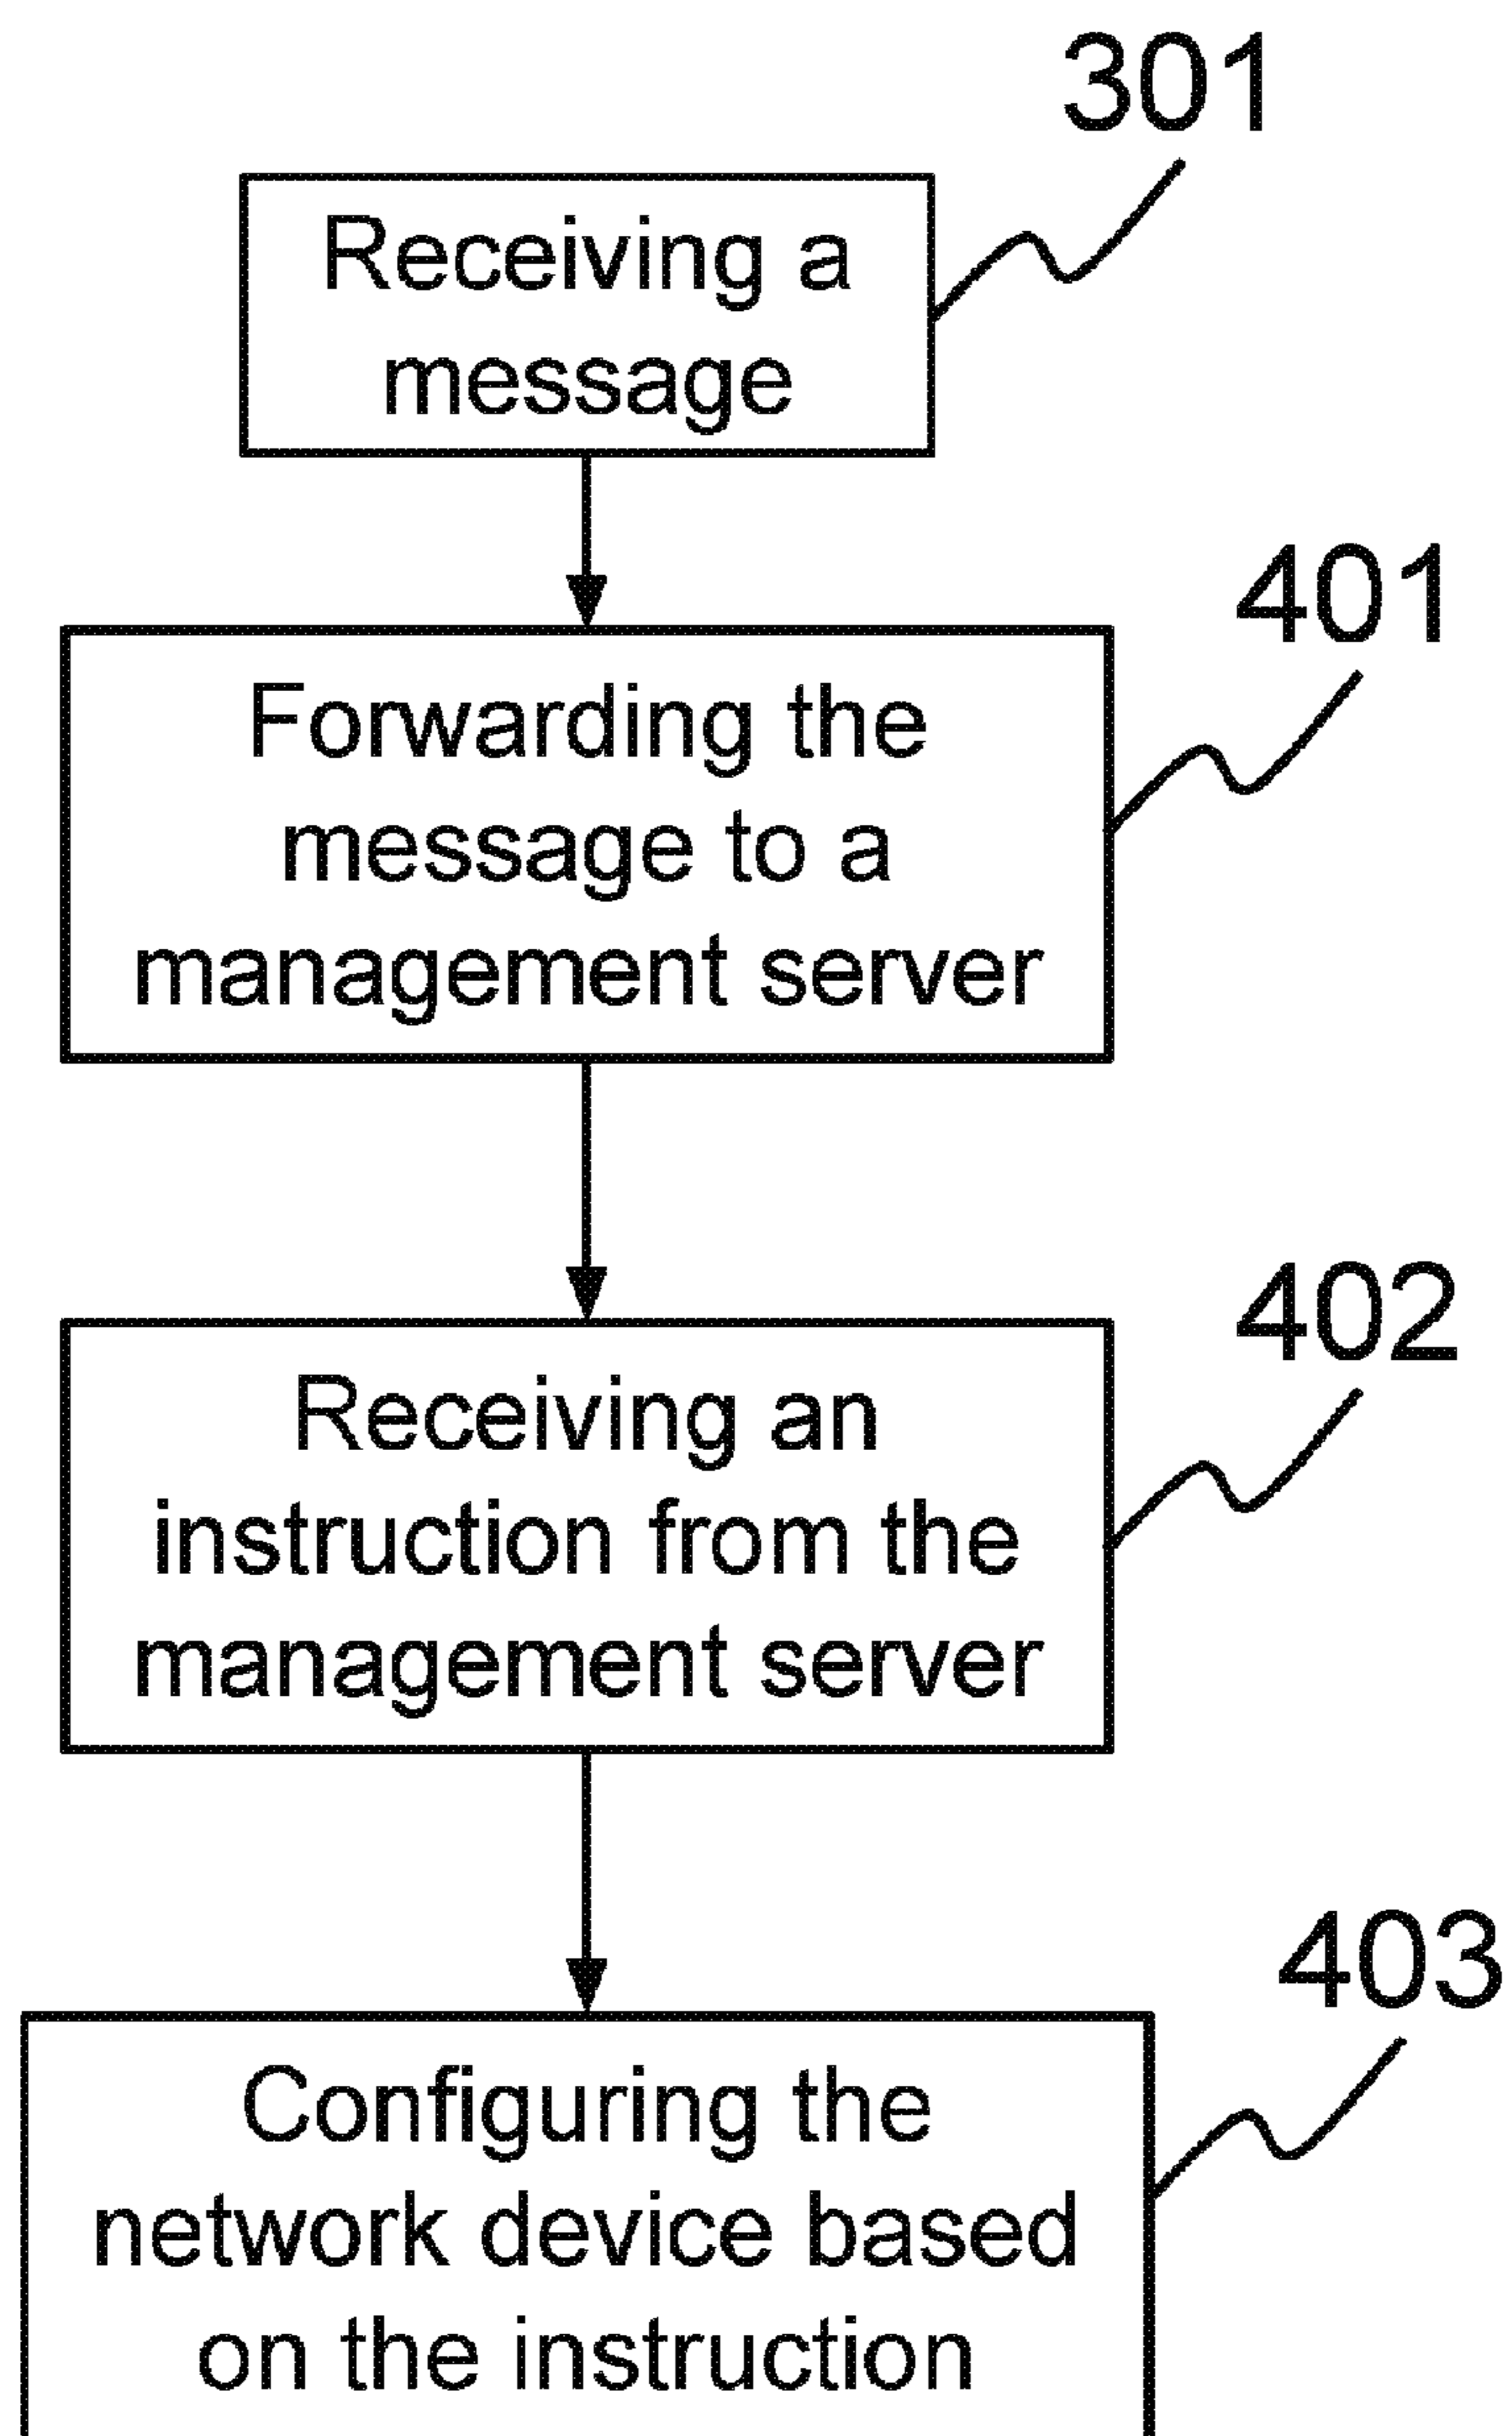 301
Receiving a
message
401
Forwarding the
message to a
management server
402
Receiving an
instruction from the
management server
403
Configuring the
network device based
on the instruction